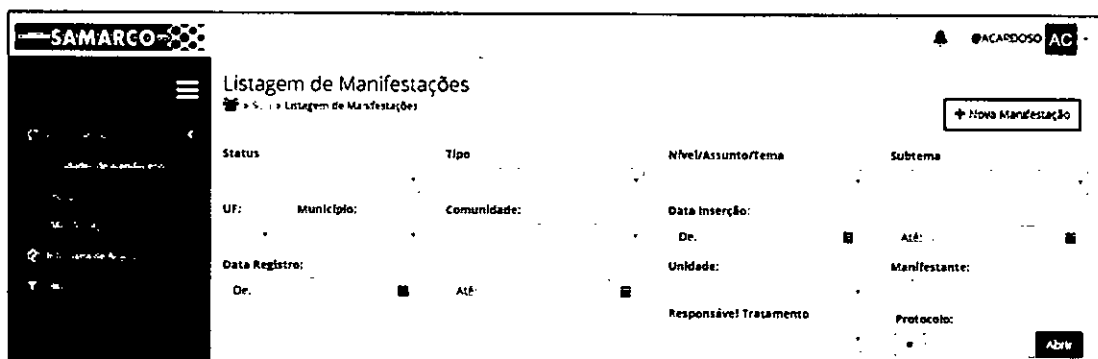 SAMARCO
@ACARDOSO AC
Listagem de Manifestações
» Listagem de Manifestações
+ Nova Manifestação
Status Tipo Nível/Assunto/Tema Subtema
UF: Município: Comunidade: Data Inserção:
De: Até:
Data Registro: Unidade: Manifestante:
De: Até:
Responsável Tratamento Protocolo:
Abrir